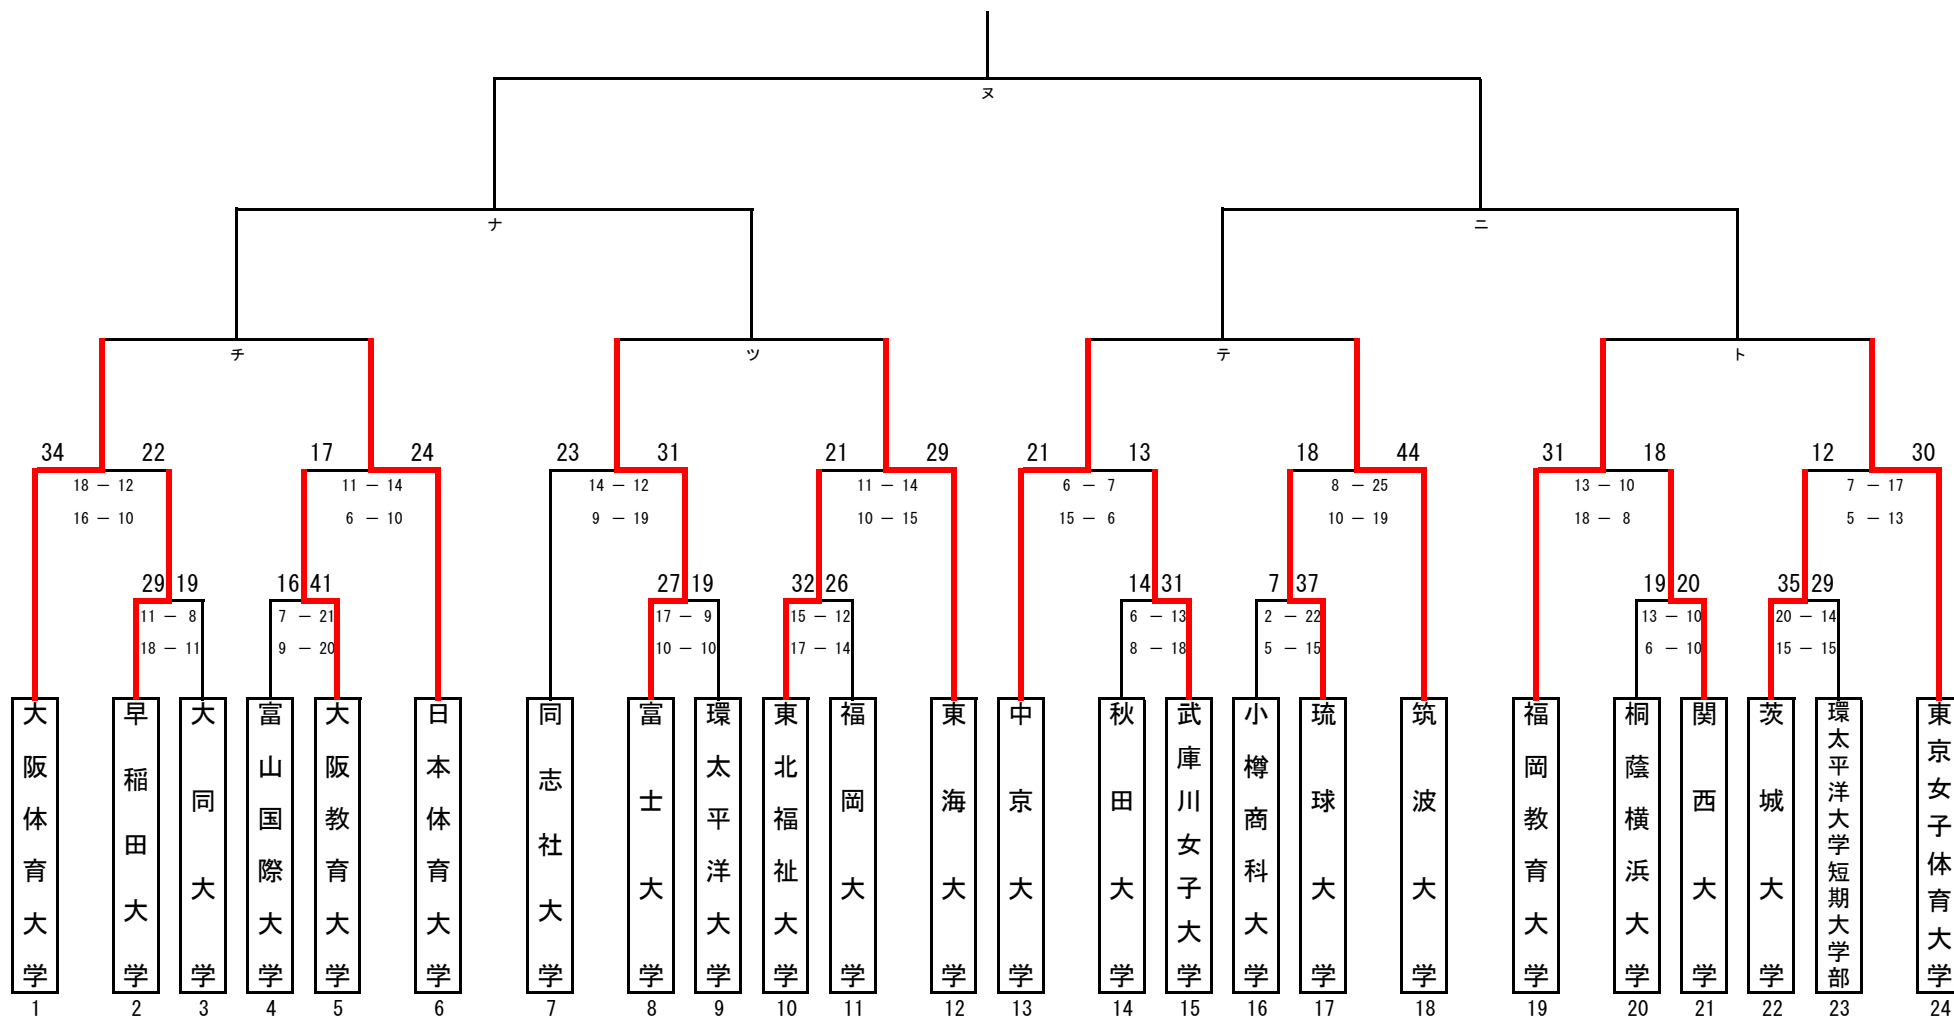 ヌ
ナ
ニ
チ
ツ
テ
ト
34 22
18 － 12
16 － 10
17 24
11 － 14
6 － 10
23 31
14 － 12
9 － 19
21 29
11 － 14
10 － 15
21 13
6 － 7
15 － 6
18 44
8 － 25
10 － 19
31 18
13 － 10
18 － 8
12 30
7 － 17
5 － 13
29 19
11 － 8
18 － 11
16 41
7 － 21
9 － 20
27 19
17 － 9
10 － 10
32 26
15 － 12
17 － 14
14 31
6 － 13
8 － 18
7 37
2 － 22
5 － 15
19 20
13 － 10
6 － 10
35 29
20 － 14
15 － 15
大阪体育大学
早稲田大学
大同大学
富山国際大学
大阪教育大学
日本体育大学
同志社大学
富士大学
環太平洋大学
東北福祉大学
福岡大学
東海大学
中京大学
秋田大学
武庫川女子大学
小樽商科大学
琉球大学
筑波大学
福岡教育大学
桐蔭横浜大学
関西大学
茨城大学
環太平洋大学短期大学部
東京女子体育大学
1 2 3 4 5 6 7 8 9 10 11 12 13 14 15 16 17 18 19 20 21 22 23 24